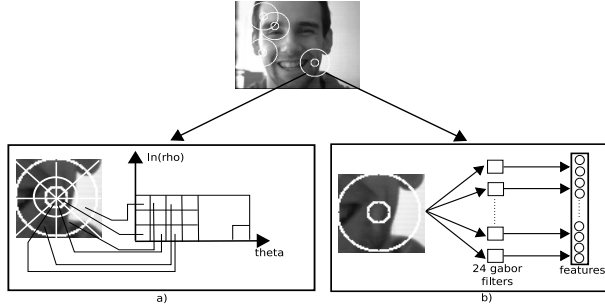 ln(rho)
theta
24 gabor
filters
features
a)
b)